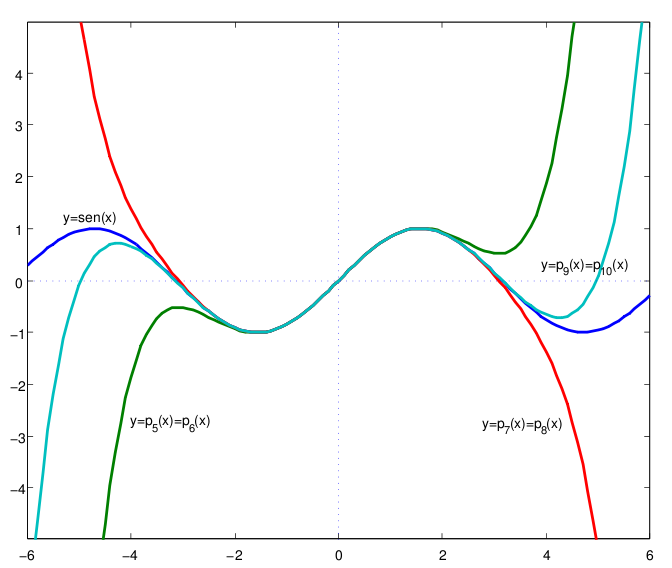 4
3
2
1
0
−1
−2
−3
−4
−6 −4 −2 0 2 4 6
y=sen(x)
y=p9(x)=p10(x)
y=p5(x)=p6(x)
y=p7(x)=p8(x)